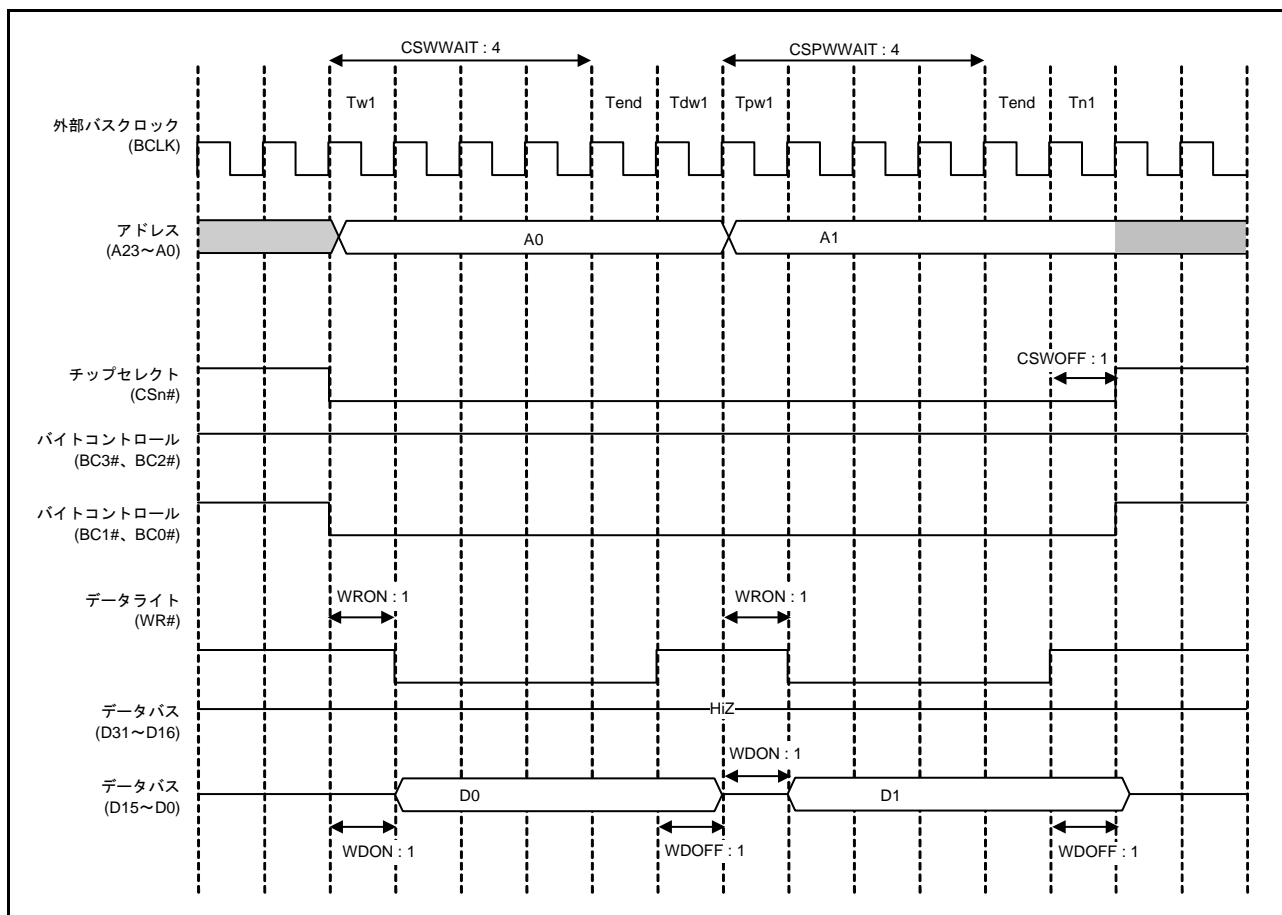 CSWWAIT : 4
CSPWWAIT : 4
Tw1
Tend
Tdw1
Tpw1
Tend
Tn1
外部バスクロック
(BCLK)
アドレス
(A23~A0)
A0
A1
CSWOFF : 1
チップセレクト
(CSn#)
バイトコントロール
(BC3#、BC2#)
バイトコントロール
(BC1#、BC0#)
データライト
(WR#)
WRON : 1
WRON : 1
データバス
(D31~D16)
HiZ
WDON : 1
データバス
(D15~D0)
D0
D1
WDON : 1
WDOFF : 1
WDOFF : 1